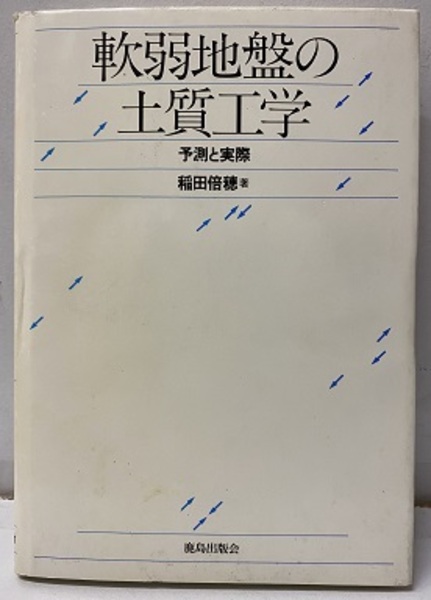 軟弱地盤の
土質工学
予測と実際
稲田倍穂著
鹿島出版会